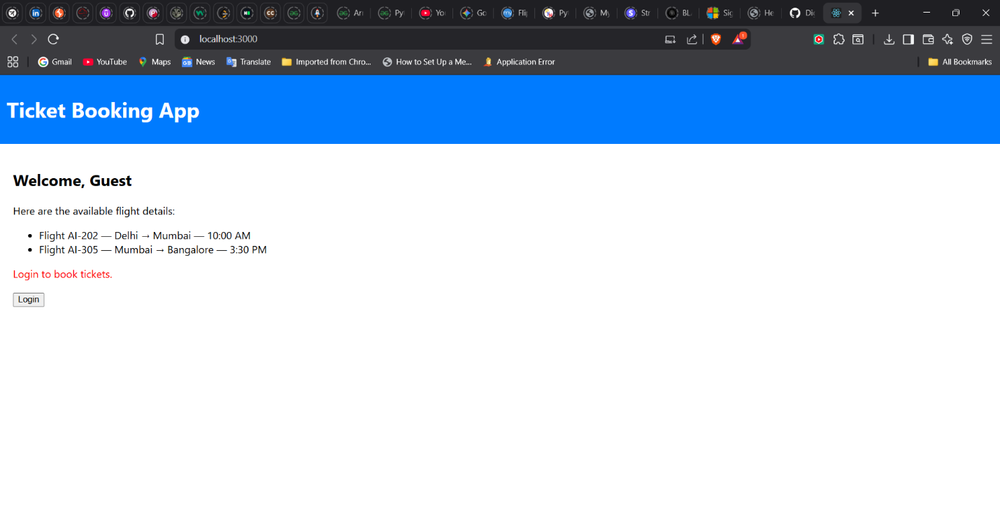 Ar
Py
Yo
Go
Fli
Py
My
Str
BL
Sig
He
Dig
localhost:3000
Gmail
YouTube
Maps
News
Translate
Imported from Chro...
How to Set Up a Me...
Application Error
All Bookmarks
Ticket Booking App
Welcome, Guest
Here are the available flight details:
• Flight AI-202 — Delhi → Mumbai — 10:00 AM
• Flight AI-305 — Mumbai → Bangalore — 3:30 PM
Login to book tickets.
Login